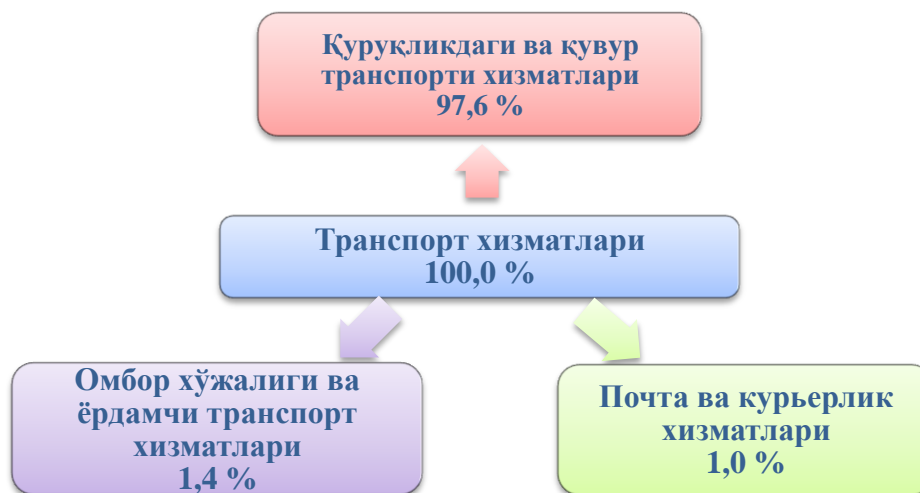 Қуруқликдаги ва қувур
транспорти хизматлари
97,6 %
Транспорт хизматлари
100,0 %
Омбор хўжалиги ва
ёрдамчи транспорт
хизматлари
1,4 %
Почта ва курьерлик
хизматлари
1,0 %